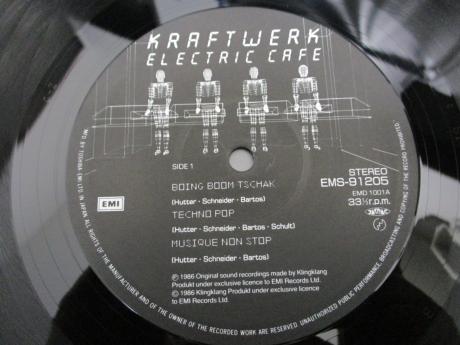 KRAFTWERK
ELECTRIC CAFE
SIDE 1
STEREO
EMS-91205
EMD 1001A
33⅓ r.p.m.
EMI
BOING BOOM TSCHAK
(Hutter · Schneider · Bartos)
TECHNO POP
(Hutter · Schneider · Bartos · Schult)
MUSIQUE NON STOP
(Hutter · Schneider · Bartos)
Ⓟ 1986 Original sound recordings made by Klingklang
Produkt under exclusive licence to EMI Records Ltd.
© 1986 Klingklang Produkt under exclusive licence
to EMI Records Ltd.
MFD. BY TOSHIBA EMI LTD. IN JAPAN. ALL RIGHTS OF THE MANUFACTURER AND OF THE OWNER OF THE RECORDED WORK ARE RESERVED. UNAUTHORIZED PUBLIC PERFORMANCE, BROADCASTING AND COPYING OF THE RECORD PROHIBITED.